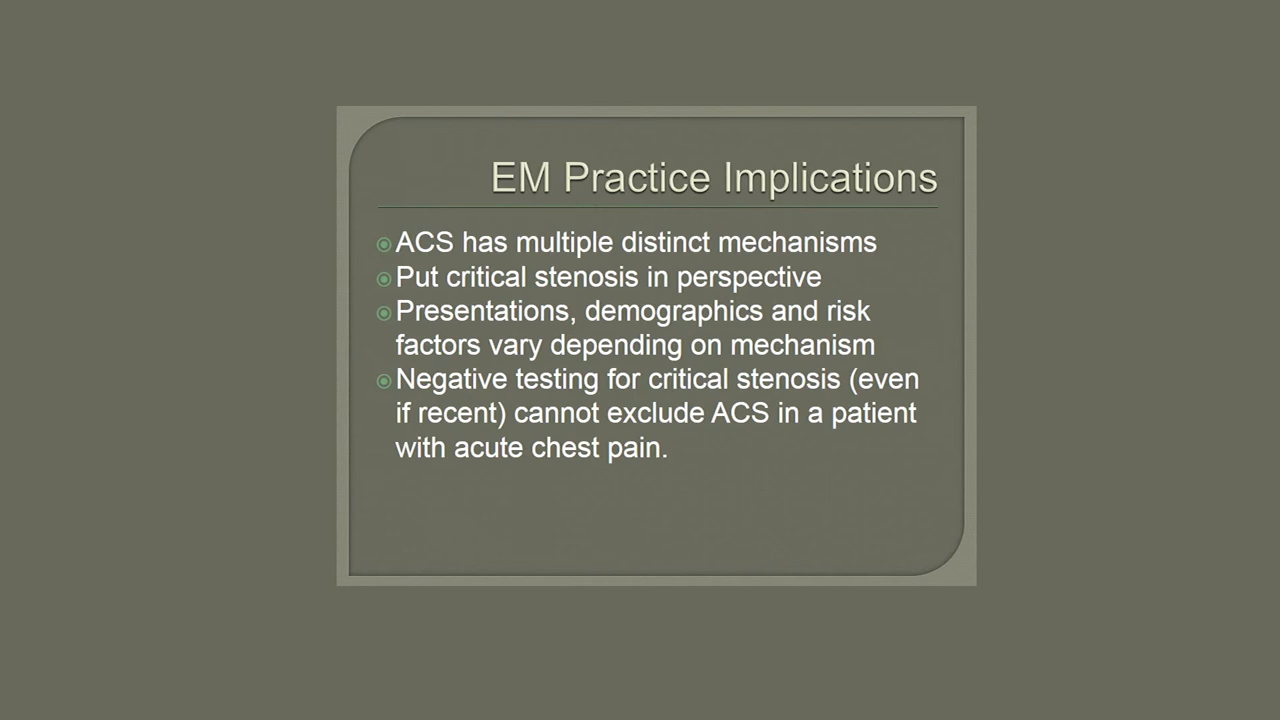 EM Practice Implications
ACS has multiple distinct mechanisms
Put critical stenosis in perspective
Presentations, demographics and risk
factors vary depending on mechanism
Negative testing for critical stenosis (even
if recent) cannot exclude ACS in a patient
with acute chest pain.